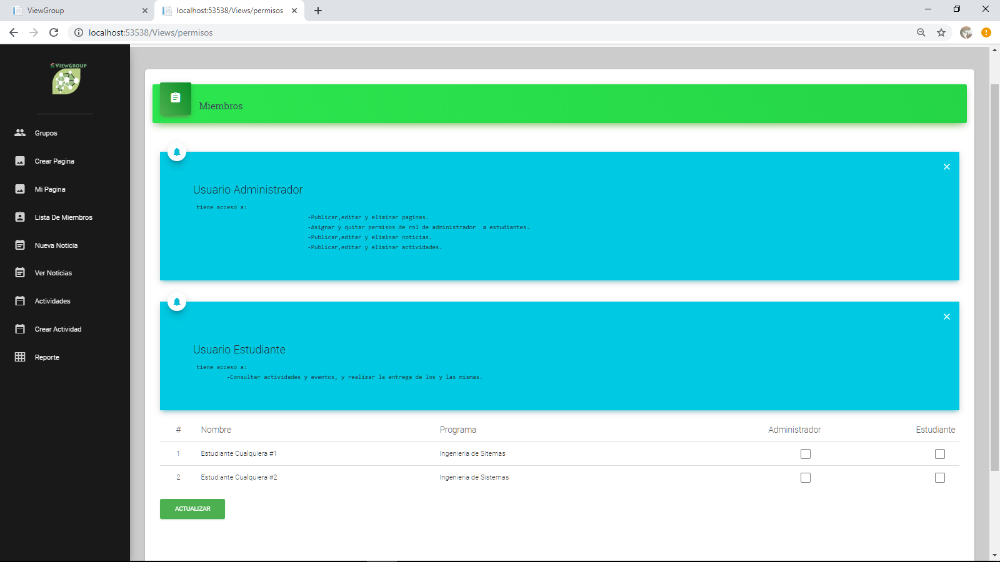 ViewGroup
localhost:53538/Views/permisos
localhost:53538/Views/permisos
VIEWGROUP
Grupos
Crear Pagina
Mi Pagina
Lista De Miembros
Nueva Noticia
Ver Noticias
Actividades
Crear Actividad
Reporte
Miembros
Usuario Administrador
tiene acceso a:
-Publicar,editar y eliminar paginas.
-Asignar y quitar permisos de rol de administrador  a estudiantes.
-Publicar,editar y eliminar noticias.
-Publicar,editar y eliminar actividades.
Usuario Estudiante
tiene acceso a:
-Consultar actividades y eventos, y realizar la entrega de los y las mismas.
# Nombre Programa Administrador Estudiante
1 Estudiante Cualquiera #1 Ingenieria de Sitemas
2 Estudiante Cualquiera #2 Ingenieria de Sistemas
ACTUALIZAR